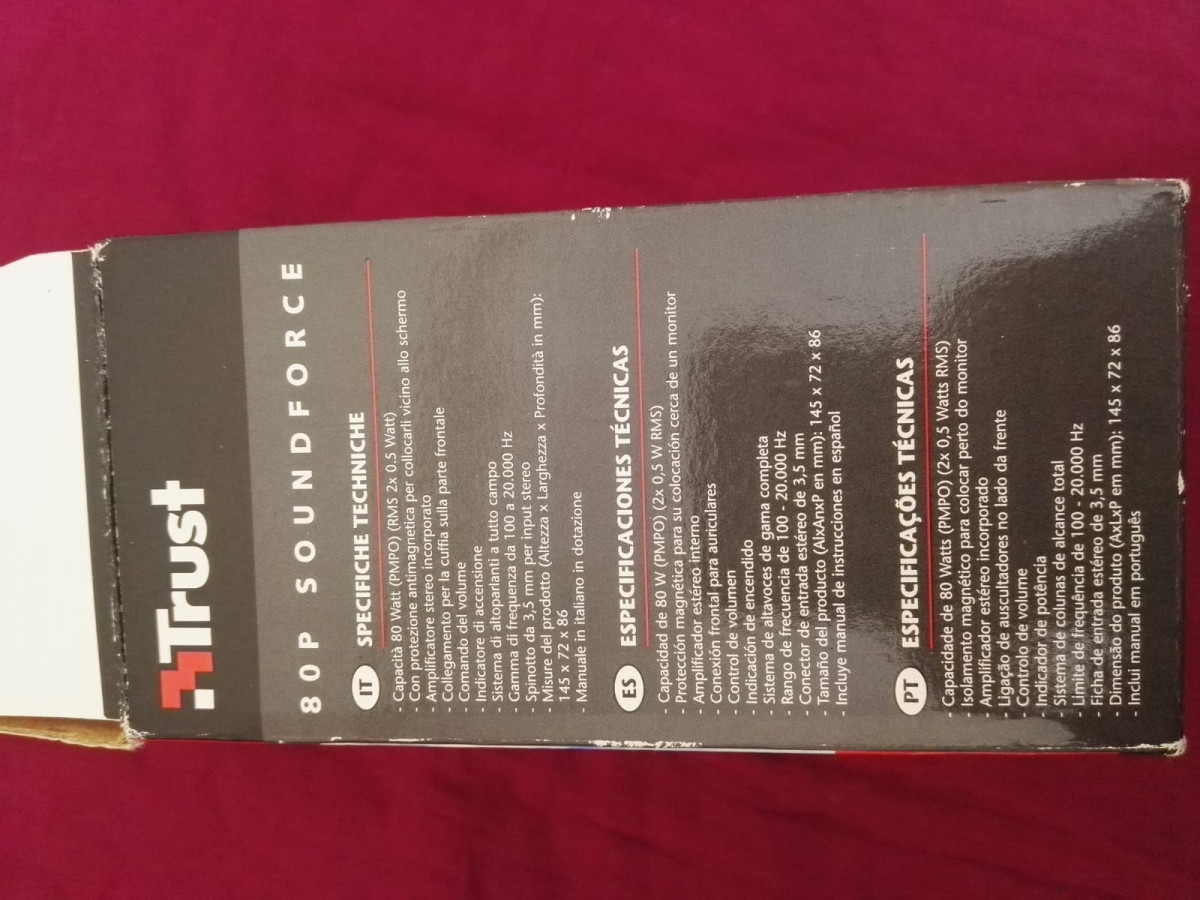 Trust
80P SOUNDFORCE
IT SPECIFICHE TECHNICHE
- Capacità 80 Watt (PMPO) (RMS 2x 0.5 Watt)
- Con protezione antimagnetica per collocarli vicino allo schermo
- Amplificatore stereo incorporato
- Collegamento per la cuffia sulla parte frontale
- Comando del volume
- Indicatore di accensione
- Sistema di altoparlanti a tutto campo
- Gamma di frequenza da 100 a 20.000 Hz
- Spinotto da 3,5 mm per input stereo
- Misure del prodotto (Altezza x Larghezza x Profondità in mm):
145 x 72 x 86
- Manuale in italiano in dotazione
ES ESPECIFICACIONES TÉCNICAS
- Capacidad de 80 W (PMPO) (2x 0,5 W RMS)
- Protección magnética para su colocación cerca de un monitor
- Amplificador estéreo interno
- Conexión frontal para auriculares
- Control de volumen
- Indicación de encendido
- Sistema de altavoces de gama completa
- Rango de frecuencia de 100 - 20.000 Hz
- Conector de entrada estéreo de 3,5 mm
- Tamaño del producto (AlxAnxP en mm): 145 x 72 x 86
- Incluye manual de instrucciones en español
PT ESPECIFICAÇÕES TÉCNICAS
- Capacidade de 80 Watts (PMPO) (2x 0,5 Watts RMS)
- Isolamento magnético para colocar perto do monitor
- Amplificador estéreo incorporado
- Ligação de auscultadores no lado da frente
- Controlo de volume
- Indicador de potência
- Sistema de colunas de alcance total
- Limite de frequência de 100 - 20.000 Hz
- Ficha de entrada estéreo de 3,5 mm
- Dimensão do produto (AxLxP em mm): 145 x 72 x 86
- Inclui manual em português